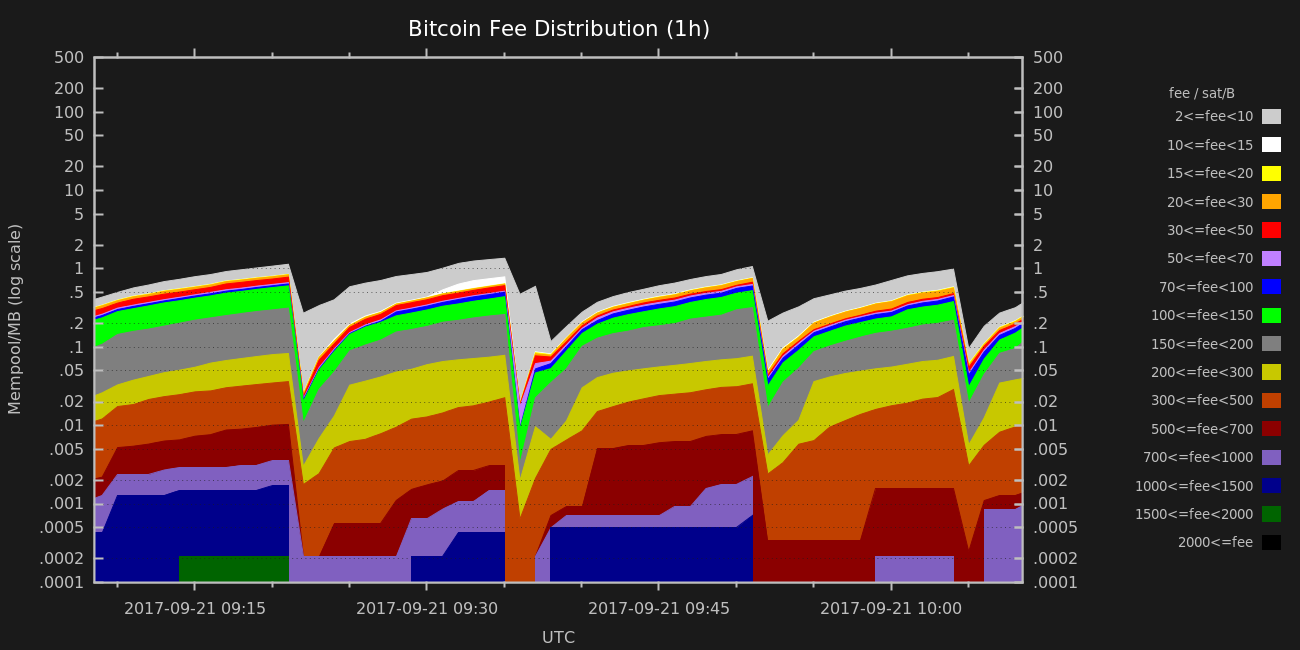 Bitcoin Fee Distribution (1h)
500 500
200 200
100 100
50 50
20 20
10 10
5 5
2 2
1 1
.5 .5
.2 .2
.1 .1
.05 .05
.02 .02
.01 .01
.005 .005
.002 .002
.001 .001
.0005 .0005
.0002 .0002
.0001 .0001
Mempool/MB (log scale)
2017-09-21 09:15 2017-09-21 09:30 2017-09-21 09:45 2017-09-21 10:00
UTC
fee / sat/B
2<=fee<10
10<=fee<15
15<=fee<20
20<=fee<30
30<=fee<50
50<=fee<70
70<=fee<100
100<=fee<150
150<=fee<200
200<=fee<300
300<=fee<500
500<=fee<700
700<=fee<1000
1000<=fee<1500
1500<=fee<2000
2000<=fee